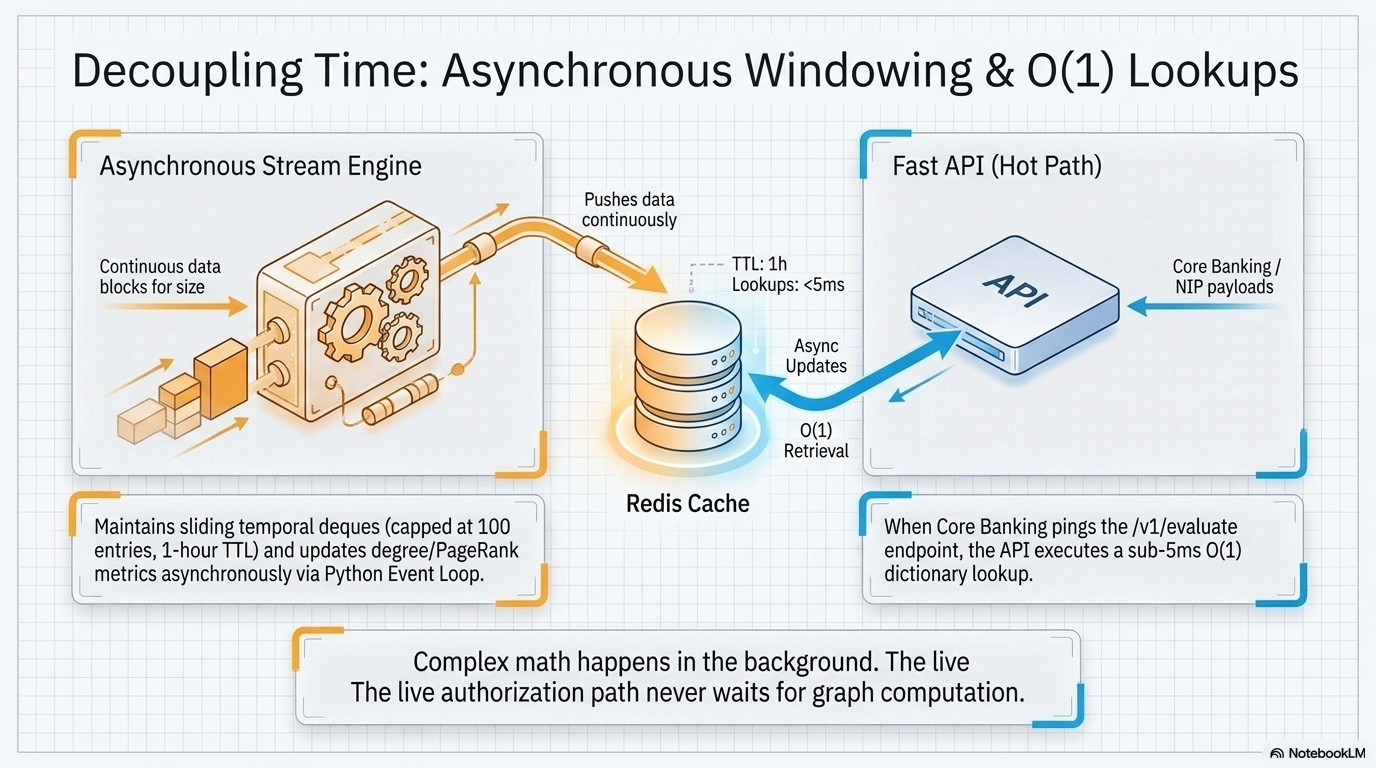 Decoupling Time: Asynchronous Windowing & O(1) Lookups
Asynchronous Stream Engine
Continuous data
blocks for size
Pushes data
continuously
TTL: 1h
Lookups: <5ms
Redis Cache
Async
Updates
O(1)
Retrieval
Fast API (Hot Path)
API
Core Banking /
NIP payloads
Maintains sliding temporal deques (capped at 100
entries, 1-hour TTL) and updates degree/PageRank
metrics asynchronously via Python Event Loop.
When Core Banking pings the /v1/evaluate
endpoint, the API executes a sub-5ms O(1)
dictionary lookup.
Complex math happens in the background. The live
The live authorization path never waits for graph computation.
NotebookLM